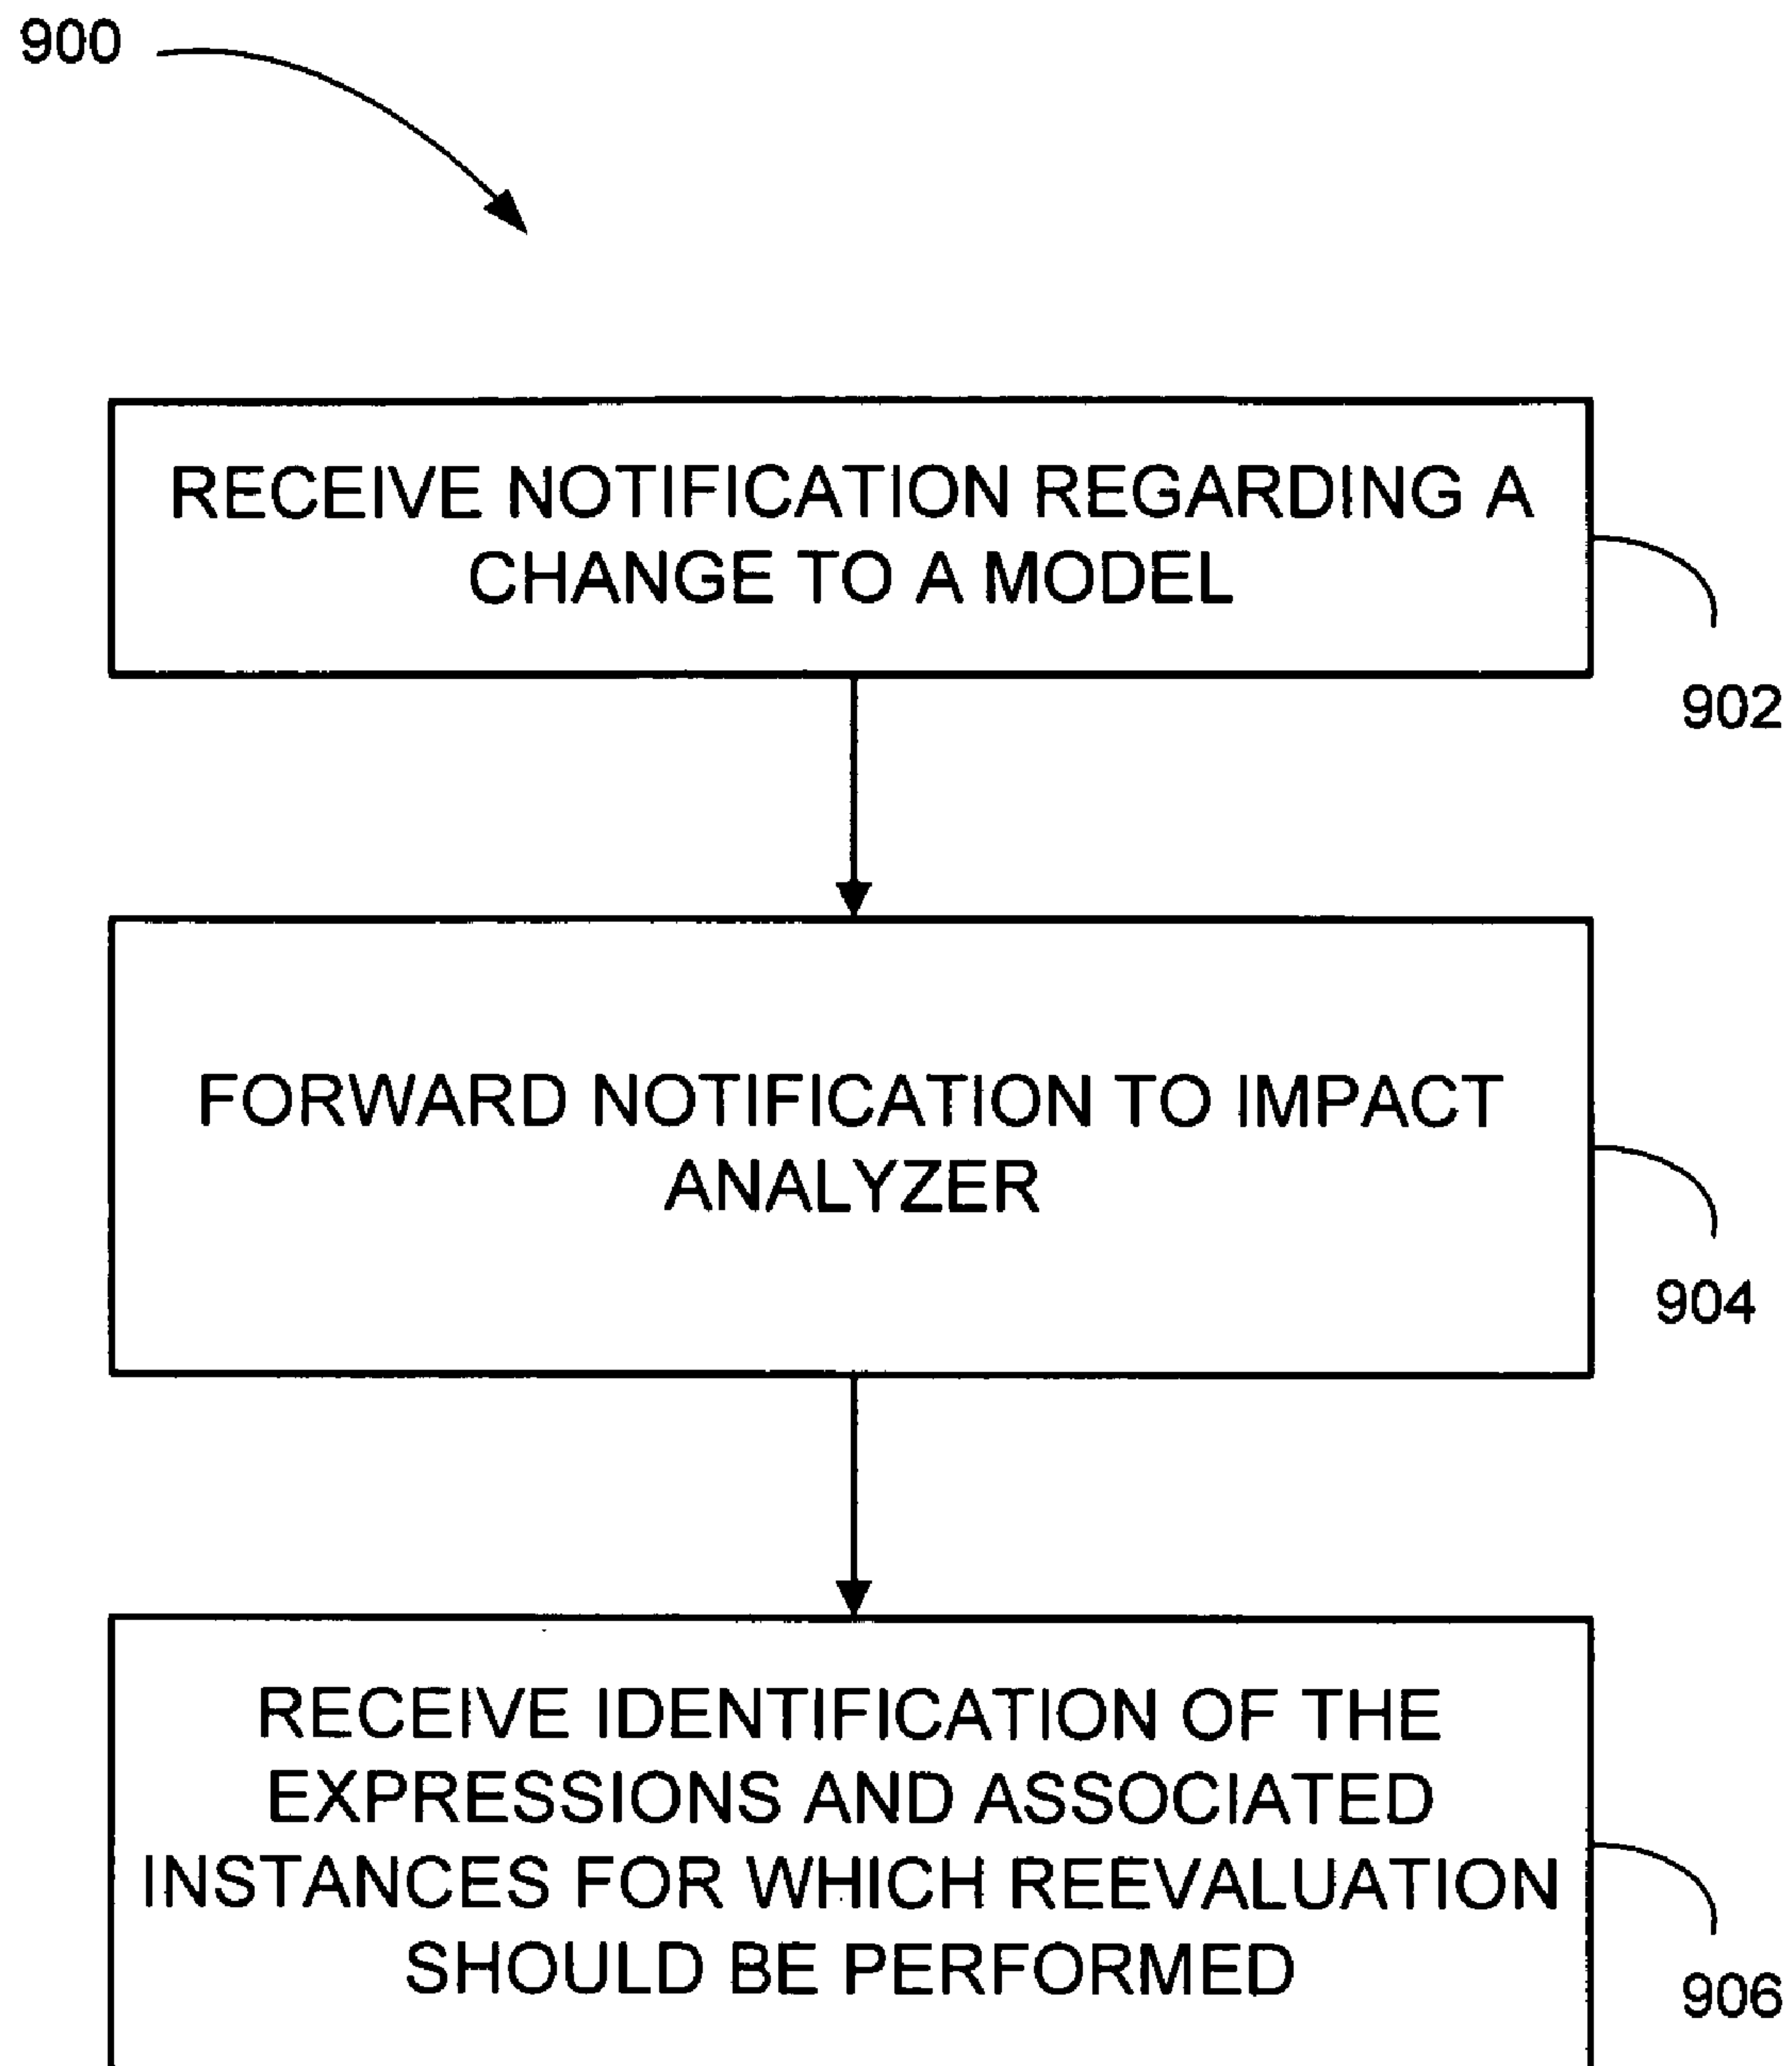 900
RECEIVE NOTIFICATION REGARDING A
CHANGE TO A MODEL
902
FORWARD NOTIFICATION TO IMPACT
ANALYZER
904
RECEIVE IDENTIFICATION OF THE
EXPRESSIONS AND ASSOCIATED
INSTANCES FOR WHICH REEVALUATION
SHOULD BE PERFORMED
906